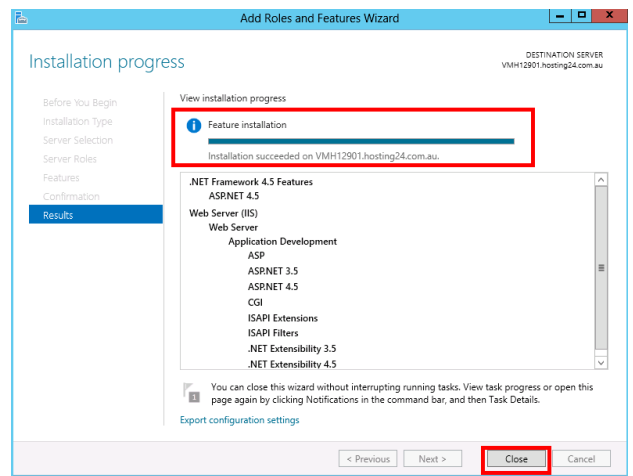 Add Roles and Features Wizard
Installation progress
DESTINATION SERVER
VMH12901.hosting24.com.au
Before You Begin
Installation Type
Server Selection
Server Roles
Features
Confirmation
Results
View installation progress
Feature installation
Installation succeeded on VMH12901.hosting24.com.au.
.NET Framework 4.5 Features
ASP.NET 4.5
Web Server (IIS)
Web Server
Application Development
ASP
ASP.NET 3.5
ASP.NET 4.5
CGI
ISAPI Extensions
ISAPI Filters
.NET Extensibility 3.5
.NET Extensibility 4.5
1
You can close this wizard without interrupting running tasks. View task progress or open this
page again by clicking Notifications in the command bar, and then Task Details.
Export configuration settings
< Previous
Next >
Close
Cancel